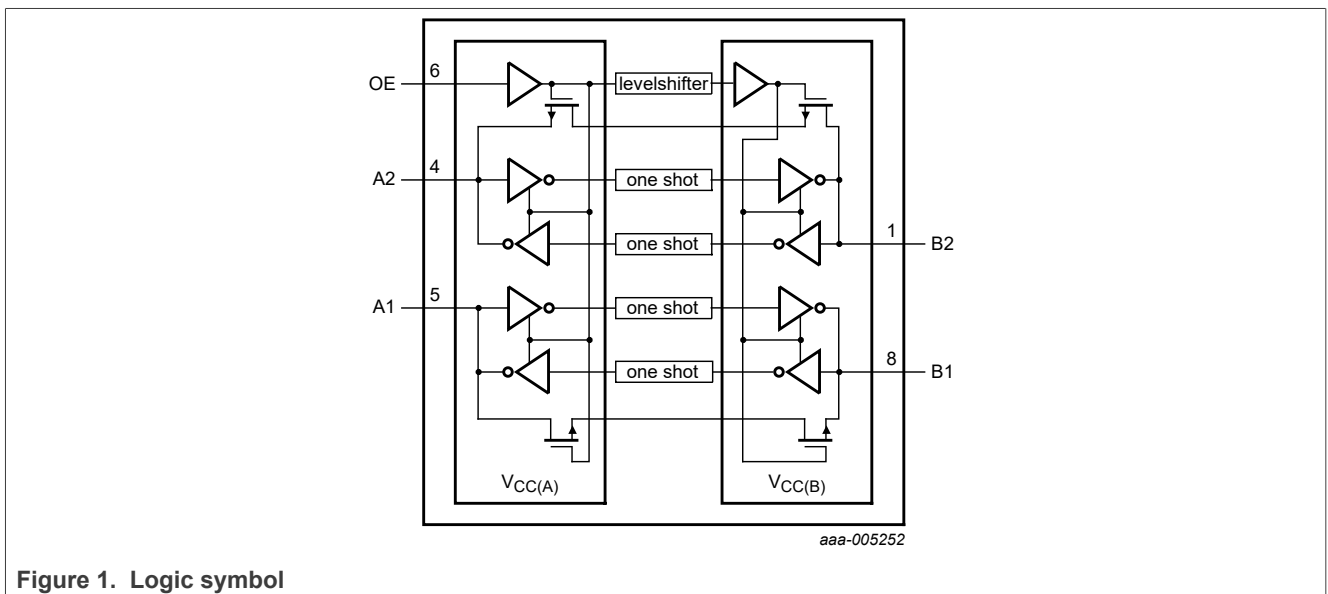 OE 6 levelshifter
A2 4 one shot
one shot 1 B2
A1 5 one shot
one shot 8 B1
VCC(A) VCC(B)
aaa-005252
Figure 1. Logic symbol